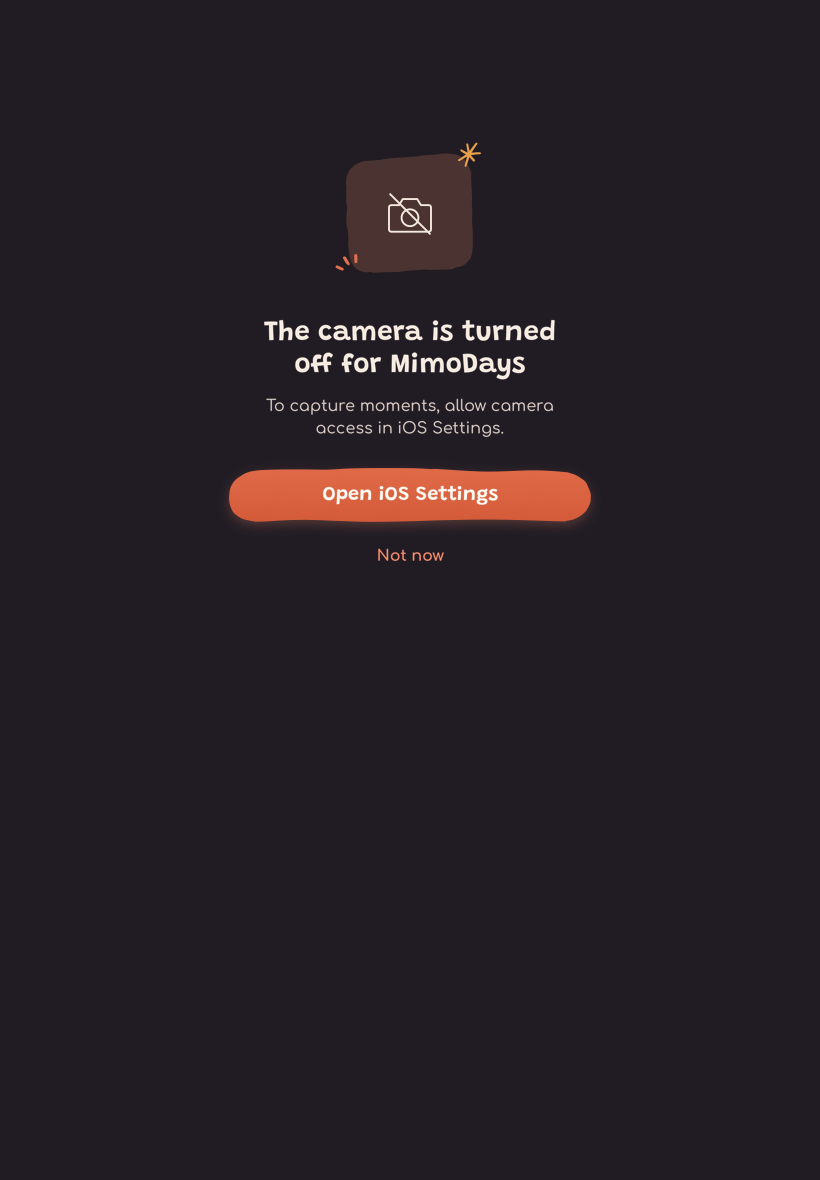 The camera is turned
off for MimoDays
To capture moments, allow camera
access in iOS Settings.
Open iOS Settings
Not now